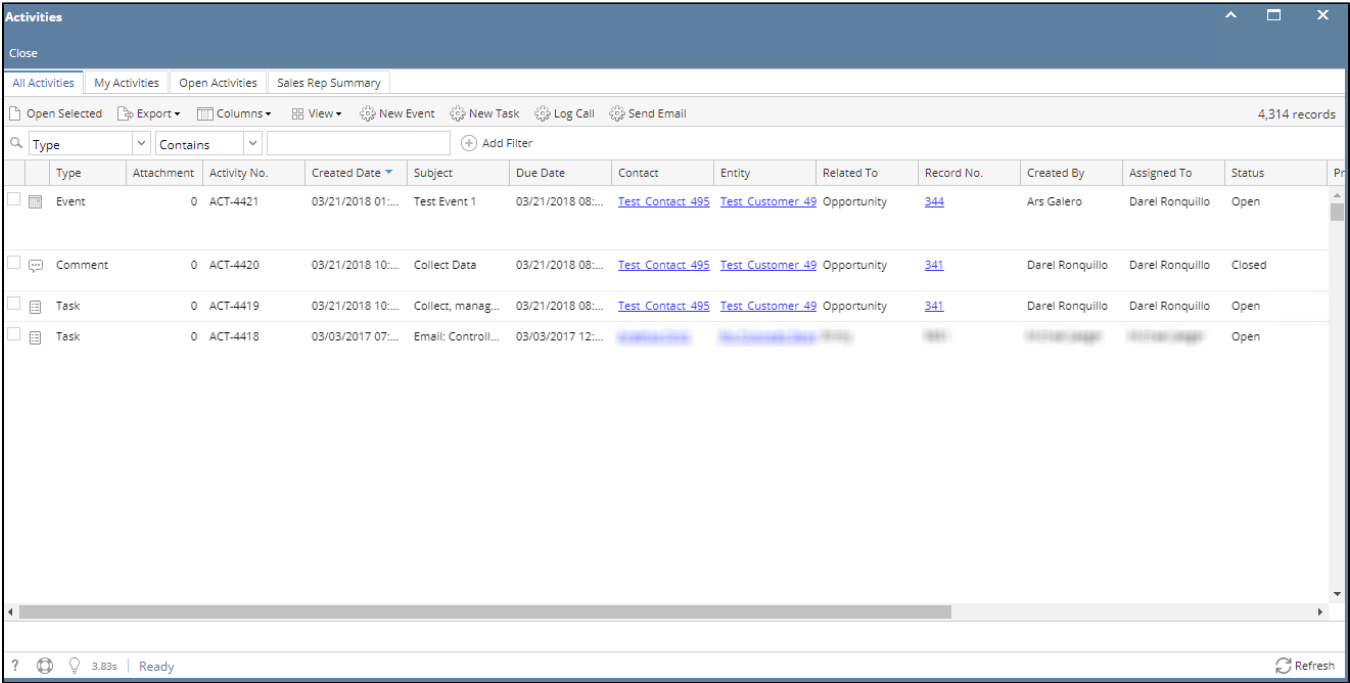 Activities
Close
All Activities My Activities Open Activities Sales Rep Summary
Open Selected Export Columns View New Event New Task Log Call Send Email 4,314 records
Type Contains Add Filter
Type Attachment Activity No. Created Date Subject Due Date Contact Entity Related To Record No. Created By Assigned To Status Pr
Event 0 ACT-4421 03/21/2018 01:... Test Event 1 03/21/2018 08:... Test Contact 495 Test Customer 49 Opportunity 344 Ars Galero Darel Ronquillo Open
Comment 0 ACT-4420 03/21/2018 10:... Collect Data 03/21/2018 08:... Test Contact 495 Test Customer 49 Opportunity 341 Darel Ronquillo Darel Ronquillo Closed
Task 0 ACT-4419 03/21/2018 10:... Collect, manag... 03/21/2018 08:... Test Contact 495 Test Customer 49 Opportunity 341 Darel Ronquillo Darel Ronquillo Open
Task 0 ACT-4418 03/03/2017 07:... Email: Controll... 03/03/2017 12:... Open
? 3.83s Ready Refresh